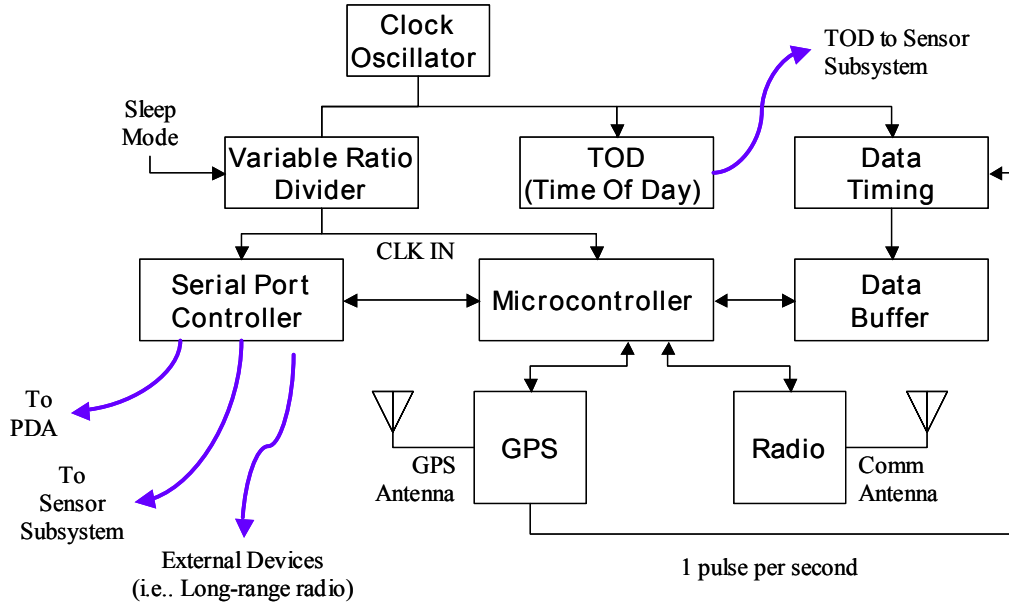 Clock
Oscillator
TOD to Sensor
Subsystem
Sleep
Mode
Variable Ratio
Divider
TOD
(Time Of Day)
Data
Timing
CLK IN
Serial Port
Controller
Microcontroller
Data
Buffer
To
PDA
GPS
Antenna
GPS
Radio
Comm
Antenna
To
Sensor
Subsystem
External Devices
(i.e.. Long-range radio)
1 pulse per second